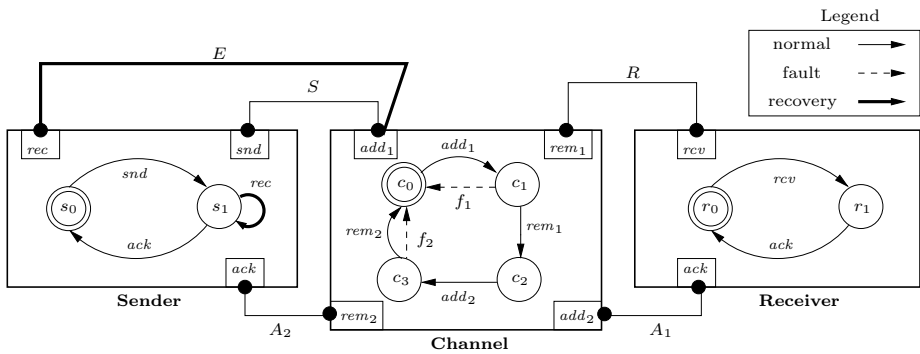 Legend
normal
fault
recovery
E
S
R
rec
snd
add₁
rem₁
rcv
snd
rec
s₀
s₁
ack
ack
Sender
add₁
c₀
c₁
f₁
rem₂
f₂
rem₁
c₃
c₂
add₂
rem₂
add₂
Channel
rcv
r₀
r₁
ack
ack
Receiver
A₂
A₁